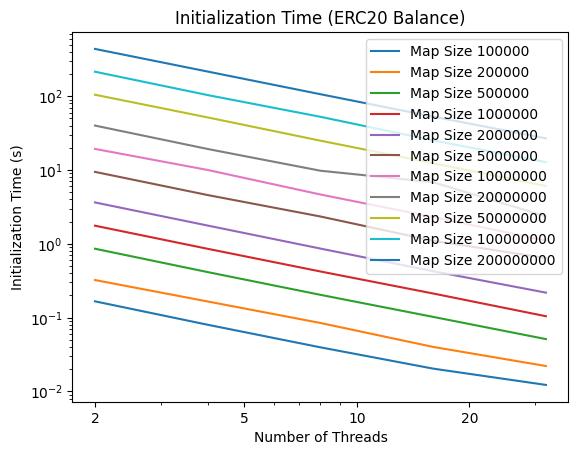 Initialization Time (ERC20 Balance)
Initialization Time (s)
10²
10¹
10⁰
10⁻¹
10⁻²
Map Size 100000
Map Size 200000
Map Size 500000
Map Size 1000000
Map Size 2000000
Map Size 5000000
Map Size 10000000
Map Size 20000000
Map Size 50000000
Map Size 100000000
Map Size 200000000
2
5
10
20
Number of Threads